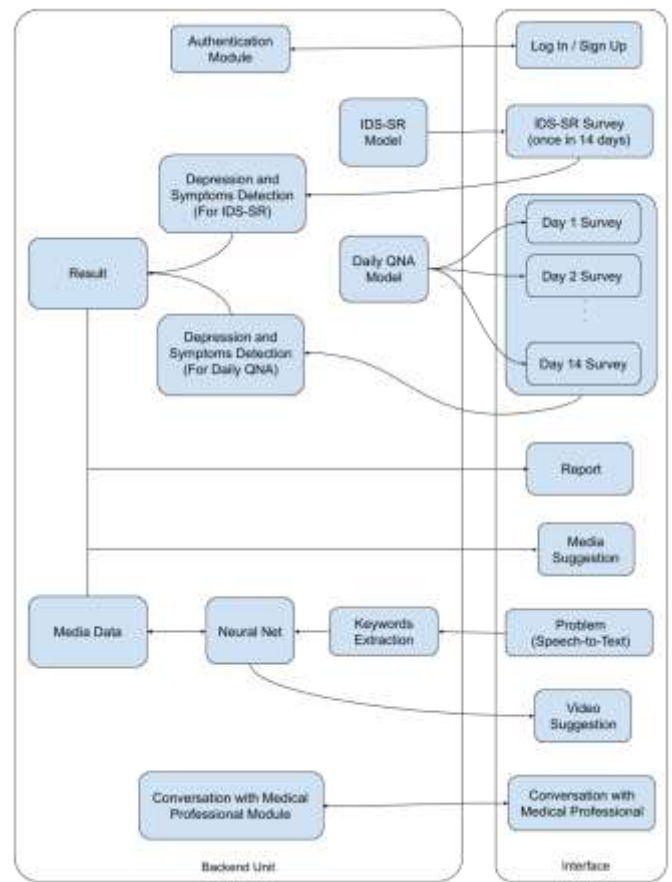 Authentication
Module
Log In / Sign Up
IDS-SR
Model
IDS-SR Survey
(once in 14 days)
Depression and
Symptoms Detection
(For IDS-SR)
Day 1 Survey
Result
Daily QNA
Model
Day 2 Survey
Depression and
Symptoms Detection
(For Daily QNA)
Day 14 Survey
Report
Media
Suggestion
Media Data
Neural Net
Keywords
Extraction
Problem
(Speech-to-Text)
Video
Suggestion
Conversation with Medical
Professional Module
Conversation with
Medical Professional
Backend Unit
Interface